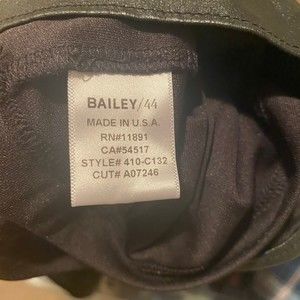 BAILEY/44
MADE IN U.S.A.
RN#11891
CA#54517
STYLE# 410-C132
CUT# A07246